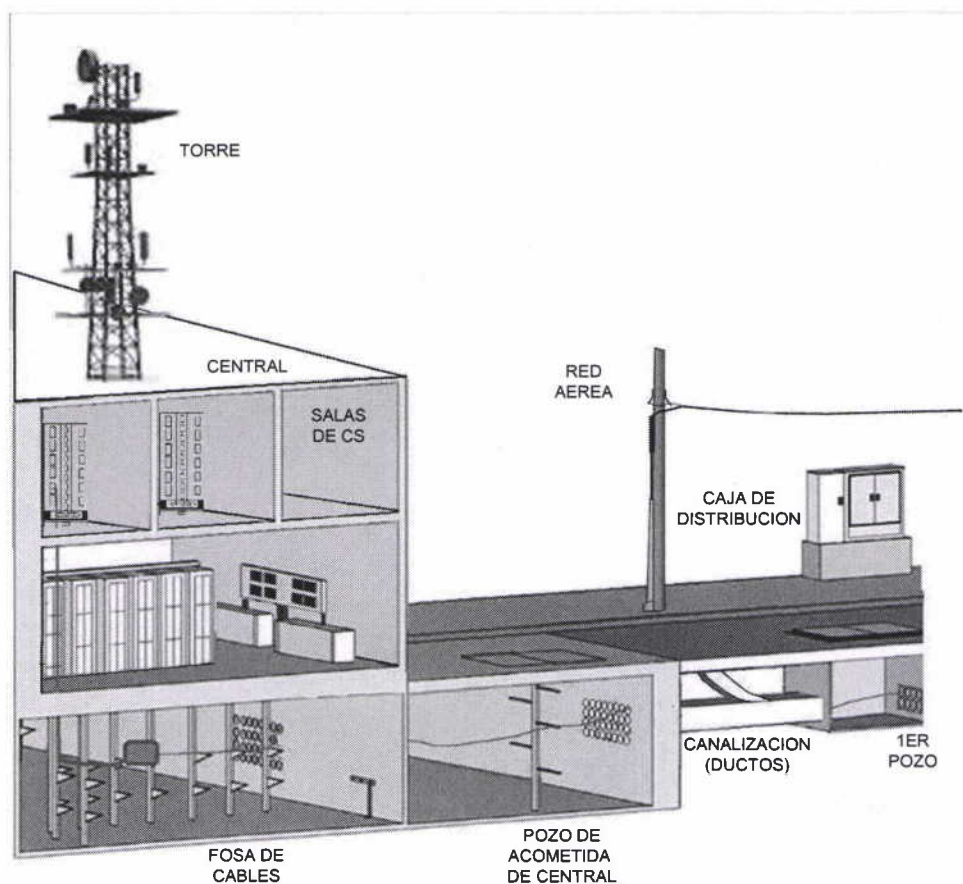 TORRE
CENTRAL
SALAS
DE CS
RED
AEREA
CAJA DE
DISTRIBUCION
CANALIZACION
(DUCTOS)
1ER
POZO
FOSA DE
CABLES
POZO DE
ACOMETIDA
DE CENTRAL